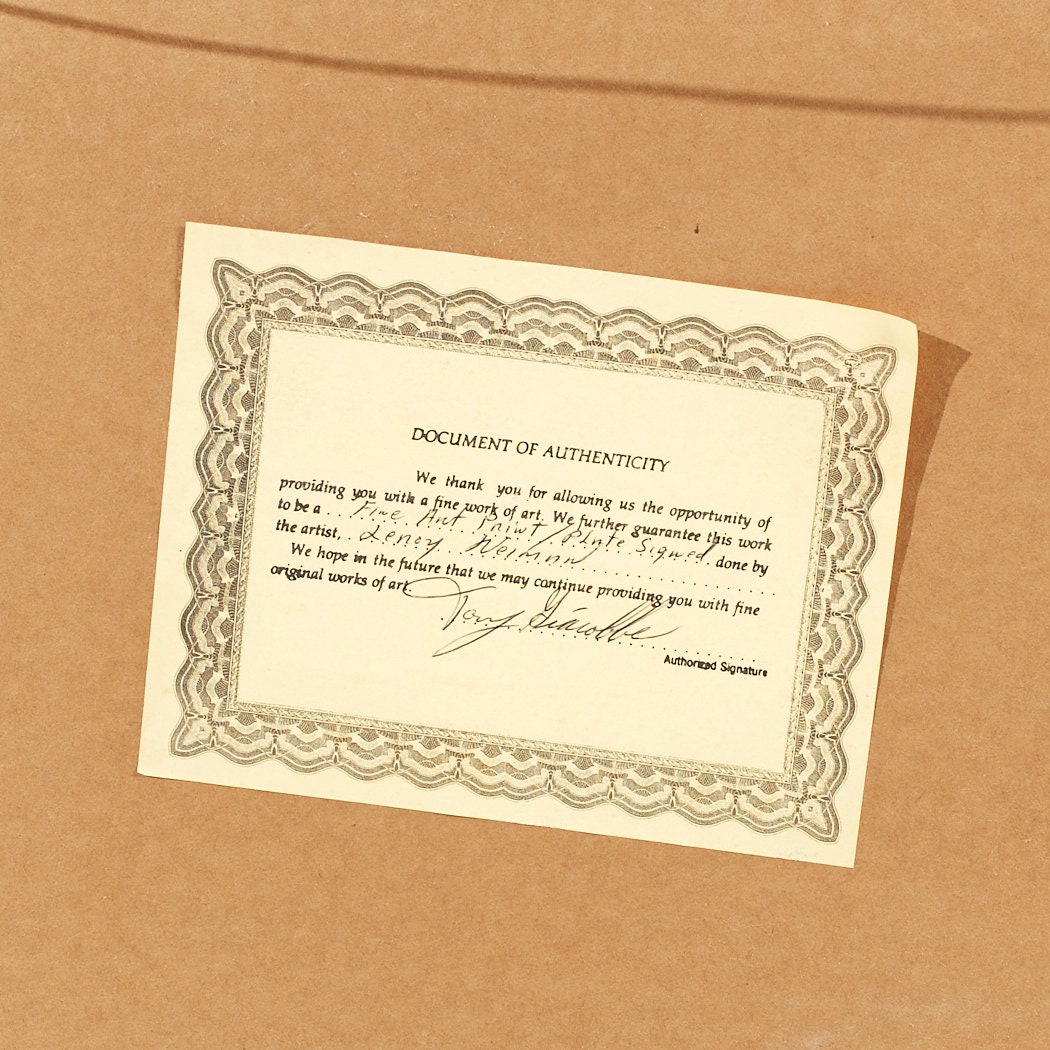 DOCUMENT OF AUTHENTICITY
We thank you for allowing us the opportunity of
providing you with a fine work of art. We further guarantee this work
to be a Fine Art Print / Plate Signed done by
the artist, Leroy Neiman
We hope in the future that we may continue providing you with fine
original works of art.
Tony Giacobbe
Authorized Signature